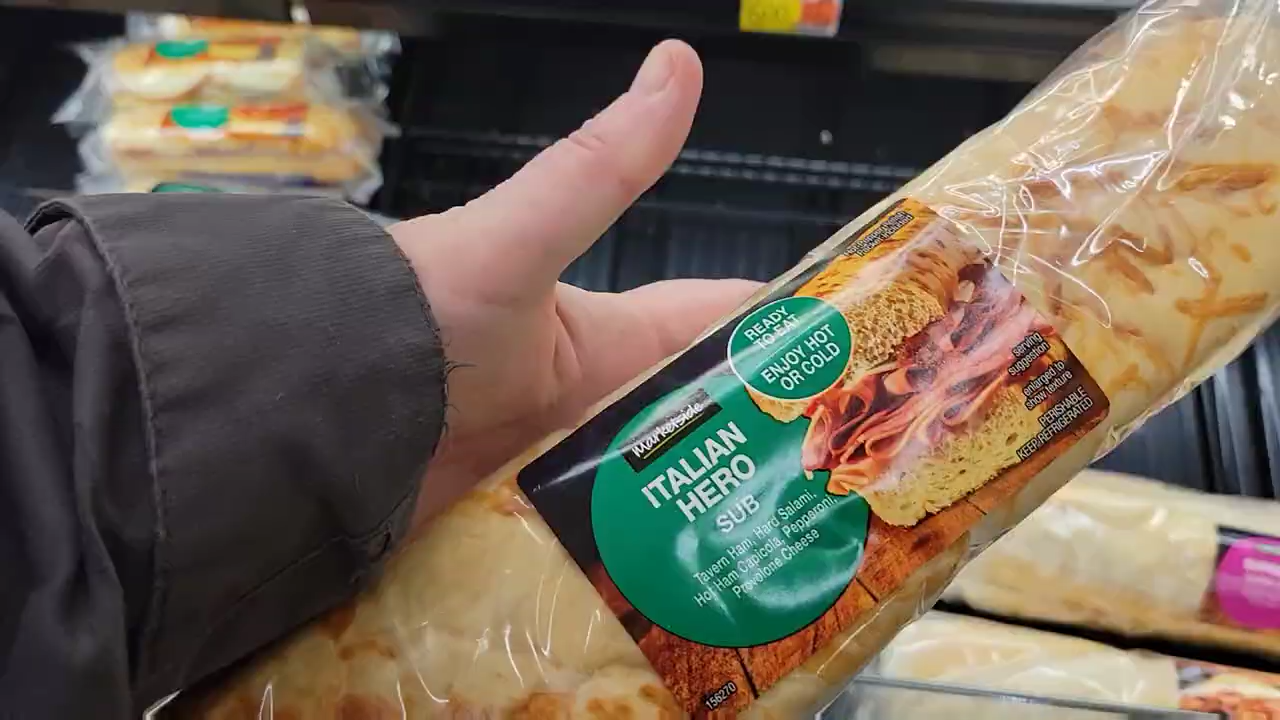 READY
TO EAT
ENJOY HOT
OR COLD
Marketside
ITALIAN
HERO
SUB
Tavern Ham, Hard Salami,
Hot Ham Capicola, Pepperoni,
Provolone Cheese
serving
suggestion
enlarged to
show texture
PERISHABLE
KEEP REFRIGERATED
156270